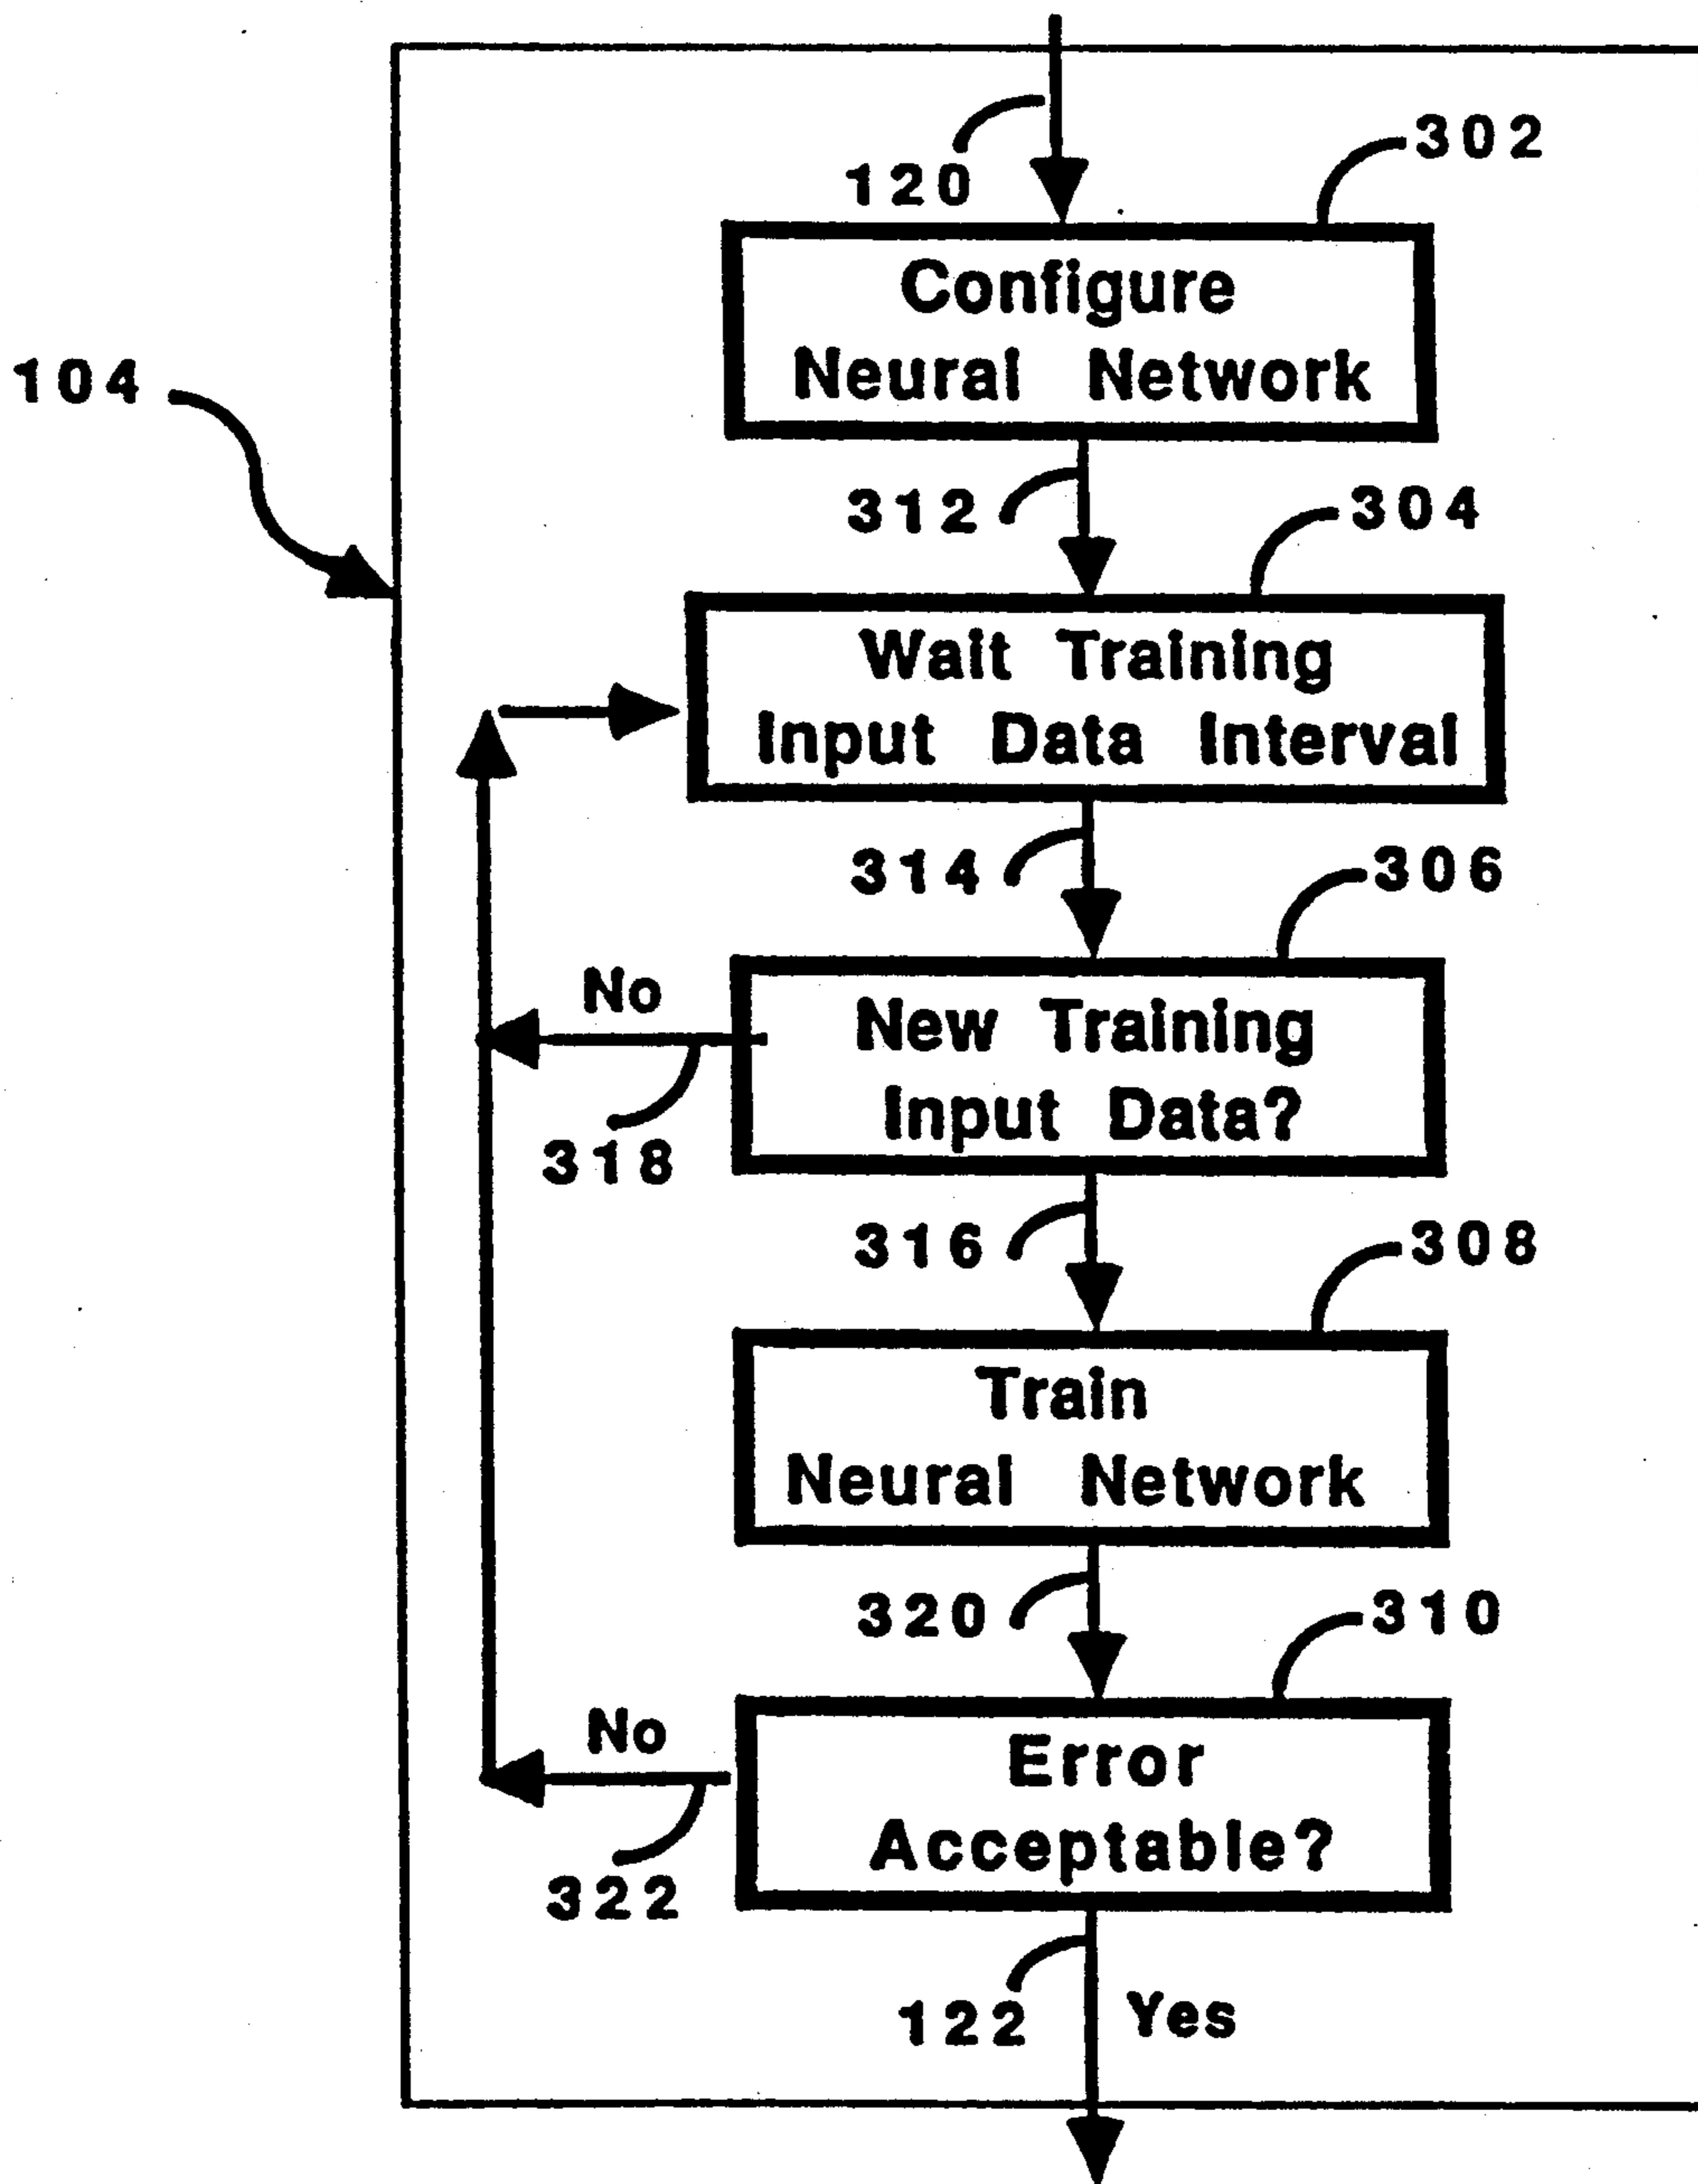 120
302
Configure
Neural Network
104
312
304
Wait Training
Input Data Interval
314
306
No
New Training
Input Data?
318
316
308
Train
Neural Network
320
310
No
Error
Acceptable?
322
122
Yes